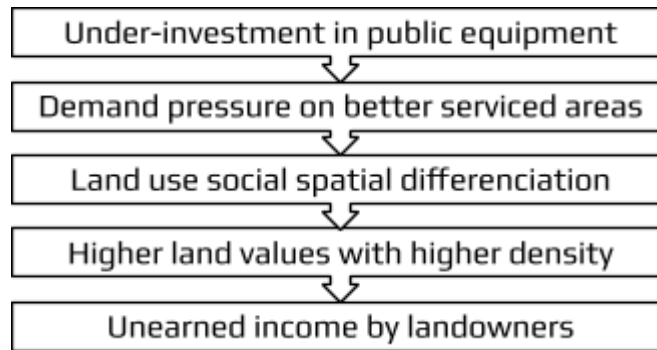 Under-investment in public equipment
Demand pressure on better serviced areas
Land use social spatial differenciation
Higher land values with higher density
Unearned income by landowners